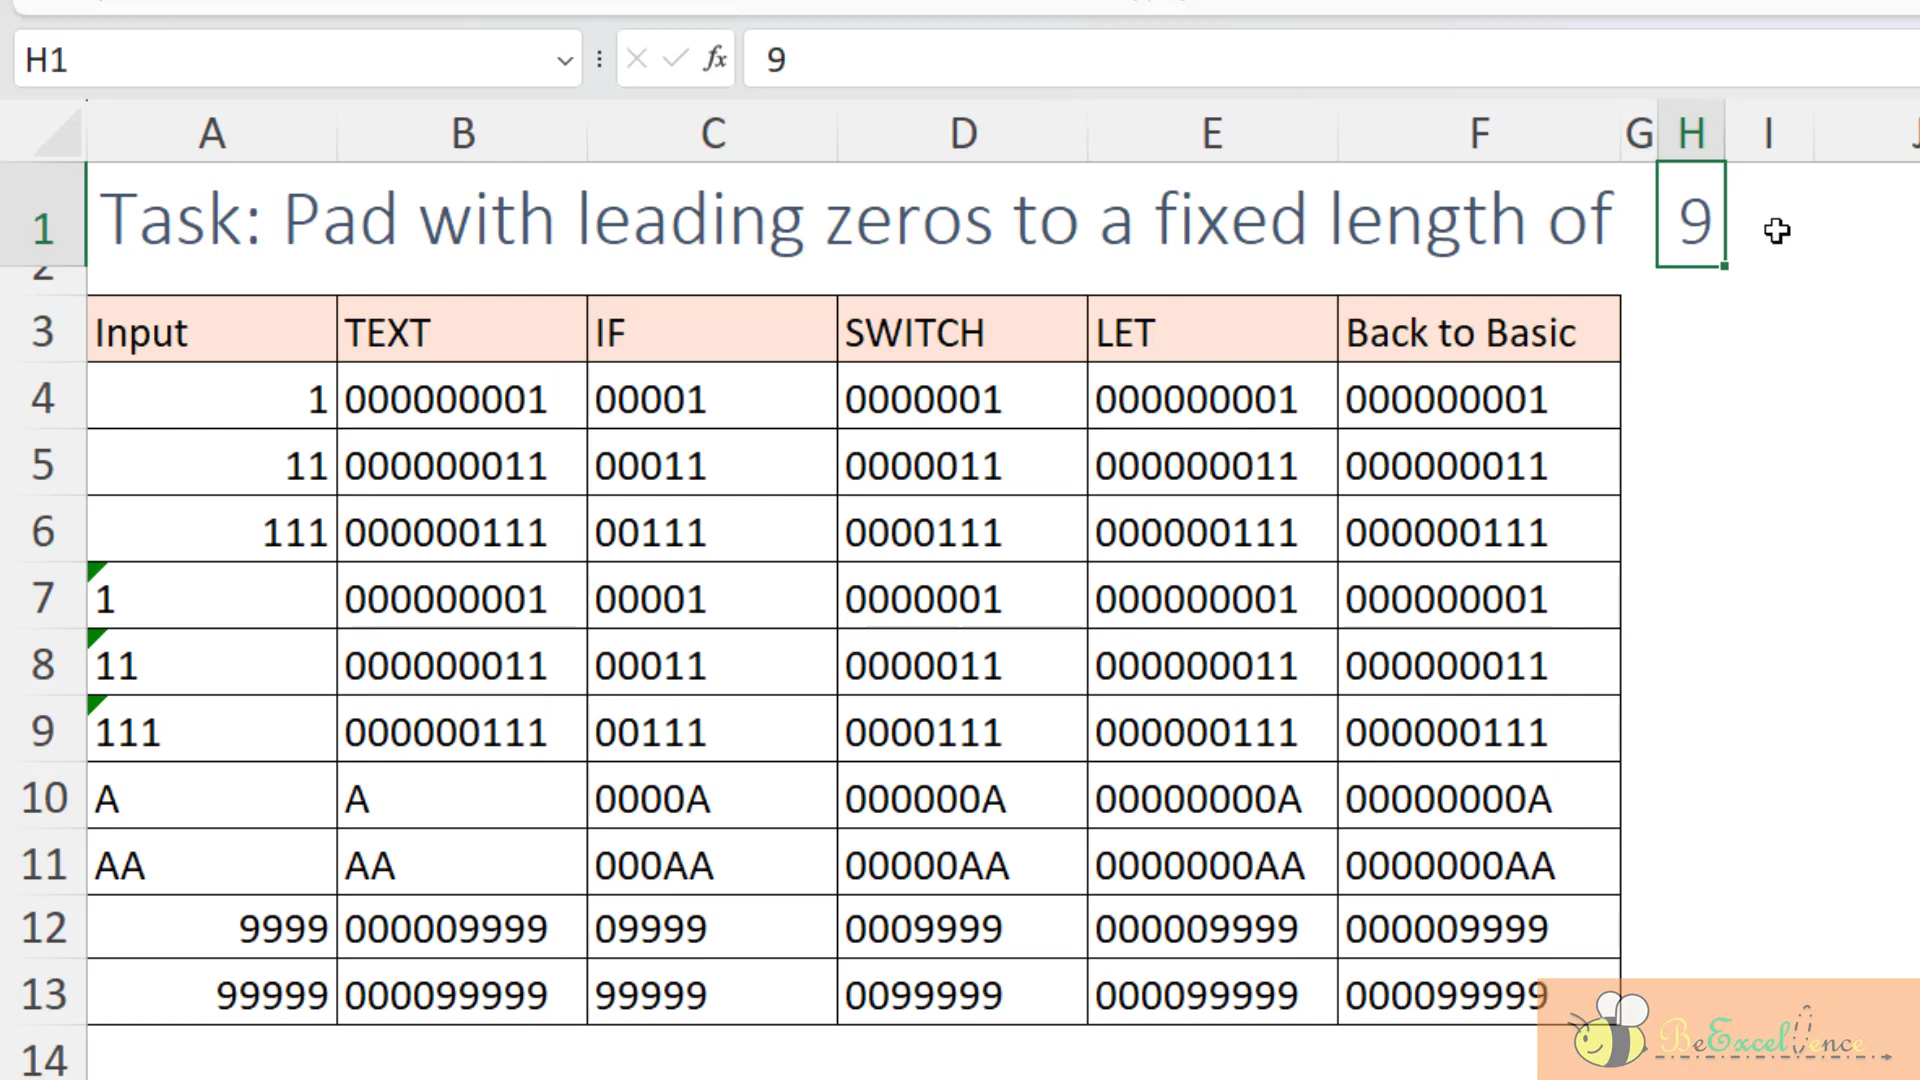 H1 fx 9
A B C D E F G H I J
1 Task: Pad with leading zeros to a fixed length of 9
2
3 Input TEXT IF SWITCH LET Back to Basic
4 1 000000001 00001 0000001 000000001 000000001
5 11 000000011 00011 0000011 000000011 000000011
6 111 000000111 00111 0000111 000000111 000000111
7 1 000000001 00001 0000001 000000001 000000001
8 11 000000011 00011 0000011 000000011 000000011
9 111 000000111 00111 0000111 000000111 000000111
10 A A 0000A 000000A 00000000A 00000000A
11 AA AA 000AA 00000AA 0000000AA 0000000AA
12 9999 000009999 09999 0009999 000009999 000009999
13 99999 000099999 99999 0099999 000099999 000099999
BeExcellence
14